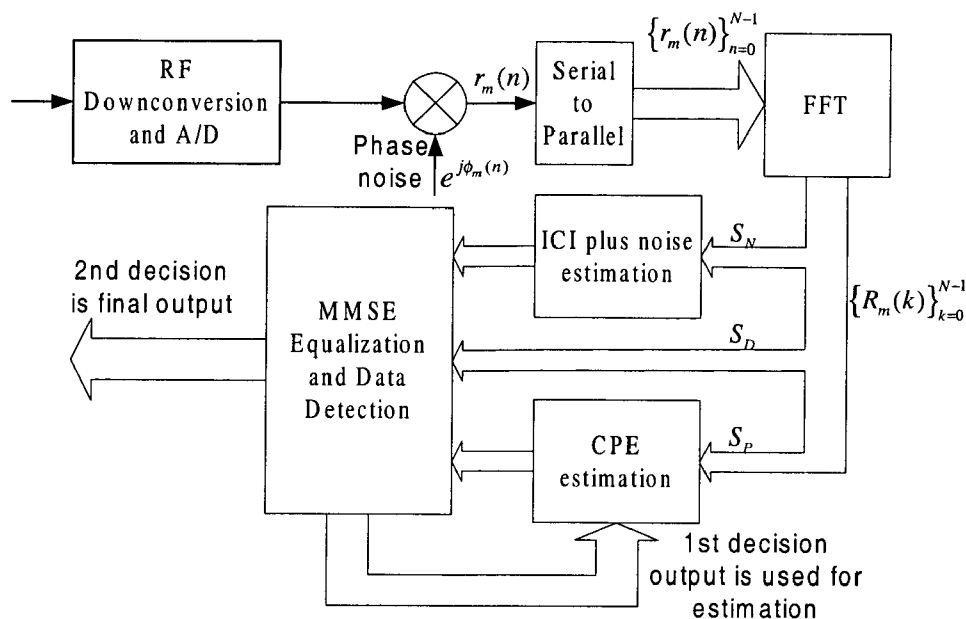 RF
Downconversion
and A/D
Phase
noise
e^{jφ_m(n)}
r_m(n)
Serial
to
Parallel
{r_m(n)}_{n=0}^{N-1}
FFT
ICI plus noise
estimation
S_N
{R_m(k)}_{k=0}^{N-1}
2nd decision
is final output
MMSE
Equalization
and Data
Detection
S_D
CPE
estimation
S_P
1st decision
output is used for
estimation